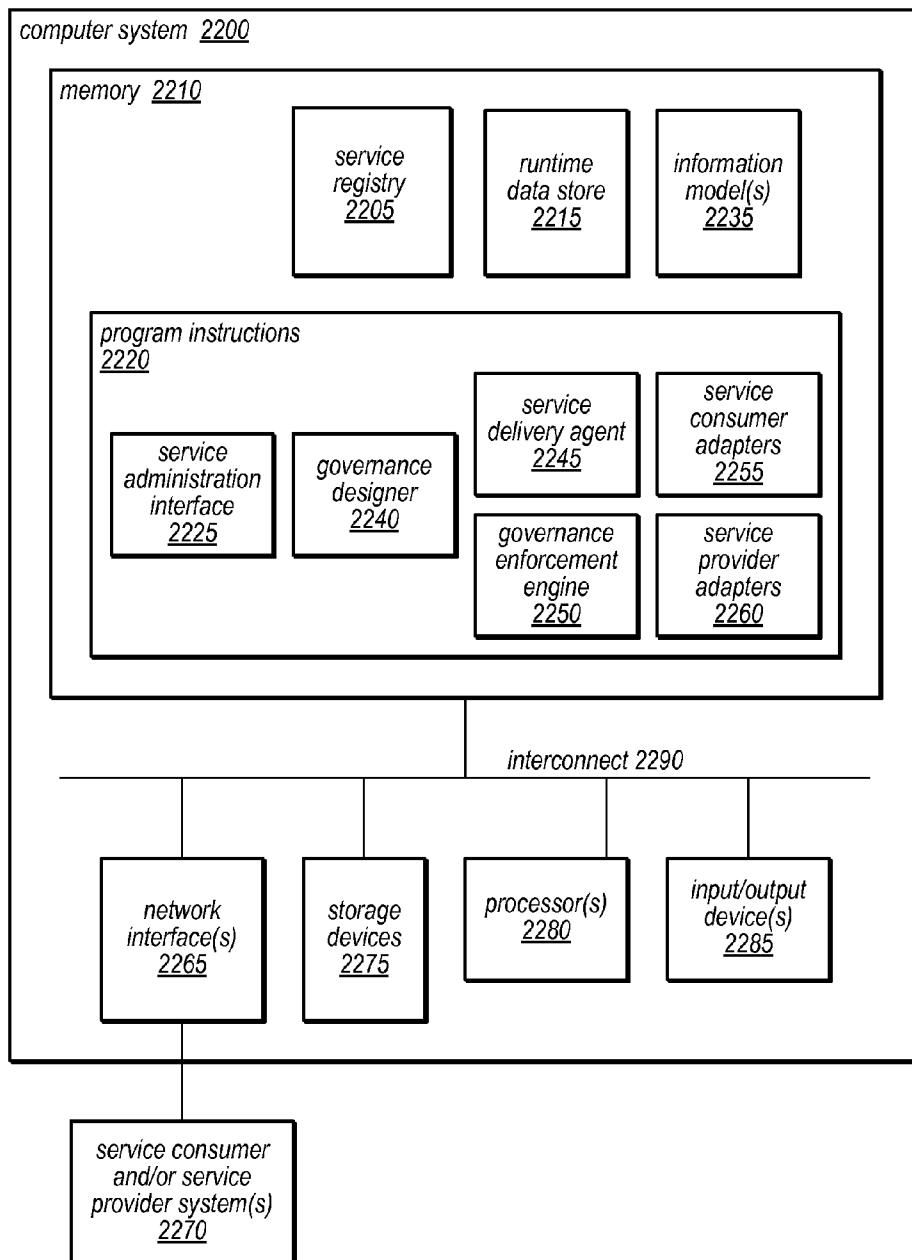 computer system 2200
memory 2210
service
registry
2205
runtime
data store
2215
information
model(s)
2235
program instructions
2220
service
administration
interface
2225
governance
designer
2240
service
delivery agent
2245
service
consumer
adapters
2255
governance
enforcement
engine
2250
service
provider
adapters
2260
interconnect 2290
network
interface(s)
2265
storage
devices
2275
processor(s)
2280
input/output
device(s)
2285
service consumer
and/or service
provider system(s)
2270